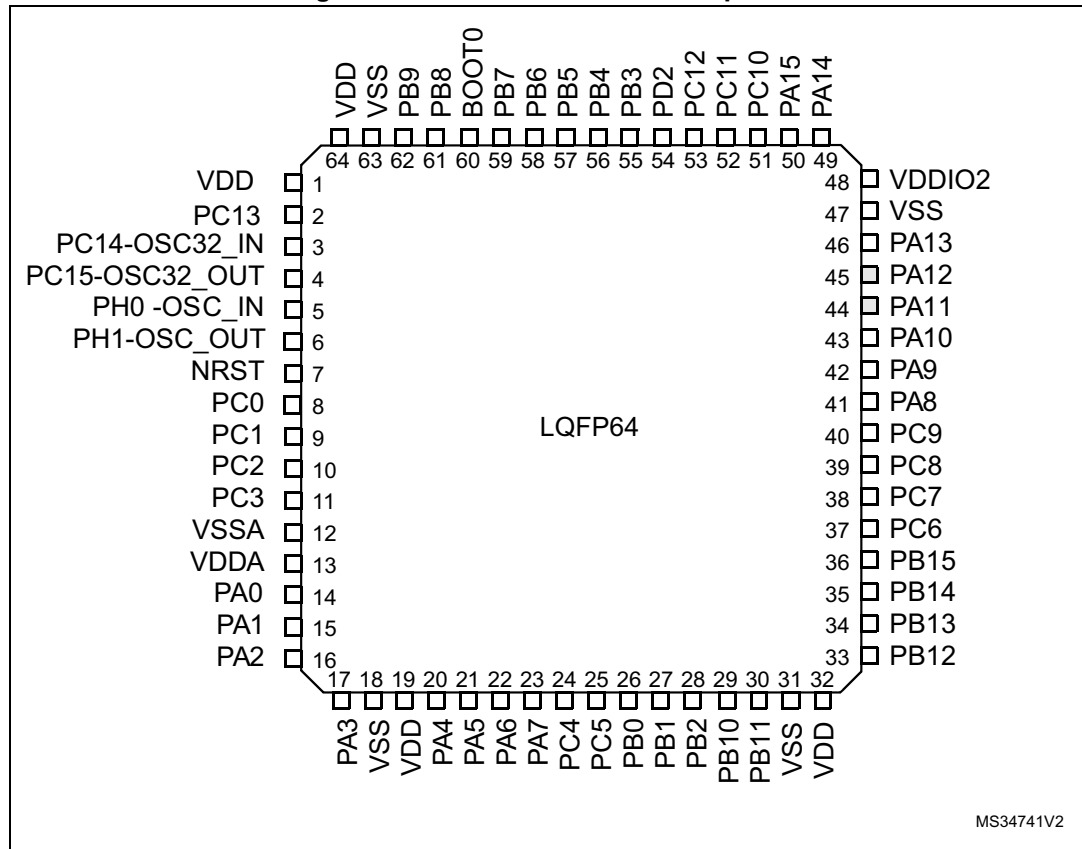 VDD
VSS
PB9
PB8
BOOT0
PB7
PB6
PB5
PB4
PB3
PD2
PC12
PC11
PC10
PA15
PA14
64 63 62 61 60 59 58 57 56 55 54 53 52 51 50 49
VDD 1
PC13 2
PC14-OSC32_IN 3
PC15-OSC32_OUT 4
PH0 -OSC_IN 5
PH1-OSC_OUT 6
NRST 7
PC0 8
PC1 9
PC2 10
PC3 11
VSSA 12
VDDA 13
PA0 14
PA1 15
PA2 16
LQFP64
48 VDDIO2
47 VSS
46 PA13
45 PA12
44 PA11
43 PA10
42 PA9
41 PA8
40 PC9
39 PC8
38 PC7
37 PC6
36 PB15
35 PB14
34 PB13
33 PB12
17 18 19 20 21 22 23 24 25 26 27 28 29 30 31 32
PA3
VSS
VDD
PA4
PA5
PA6
PA7
PC4
PC5
PB0
PB1
PB2
PB10
PB11
VSS
VDD
MS34741V2